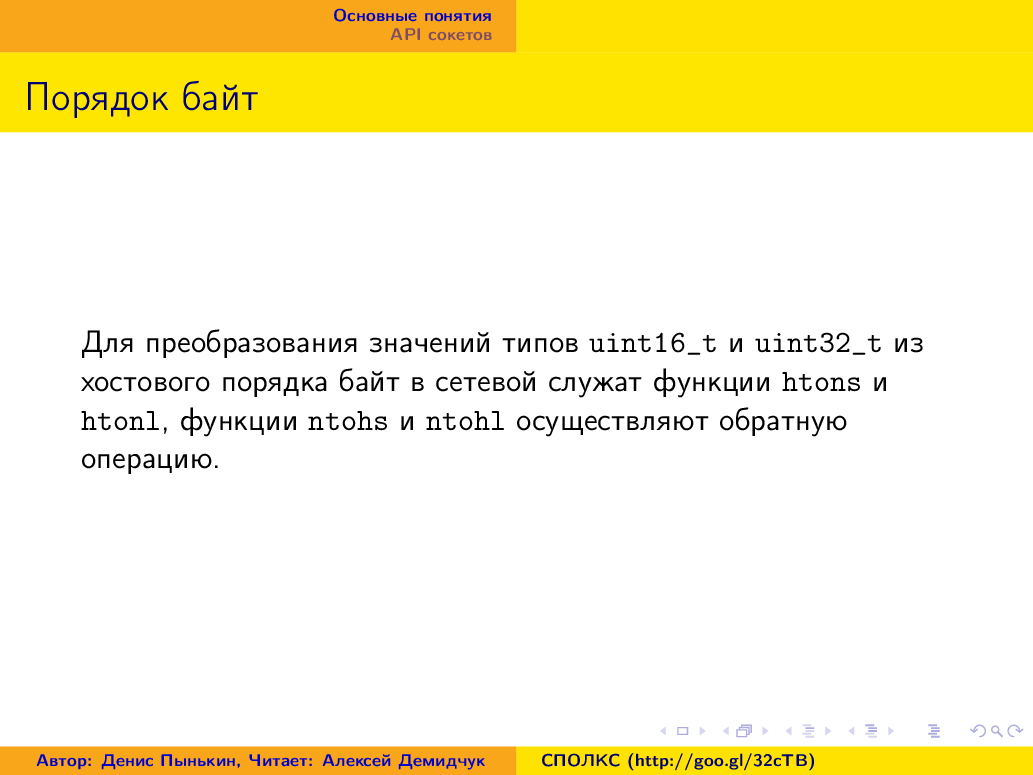 Основные понятия
API сокетов
Порядок байт
Для преобразования значений типов uint16_t и uint32_t из
хостового порядка байт в сетевой служат функции htons и
htonl, функции ntohs и ntohl осуществляют обратную
операцию.
Автор: Денис Пынькин, Читает: Алексей Демидчук
СПОЛКС (http://goo.gl/32cTB)